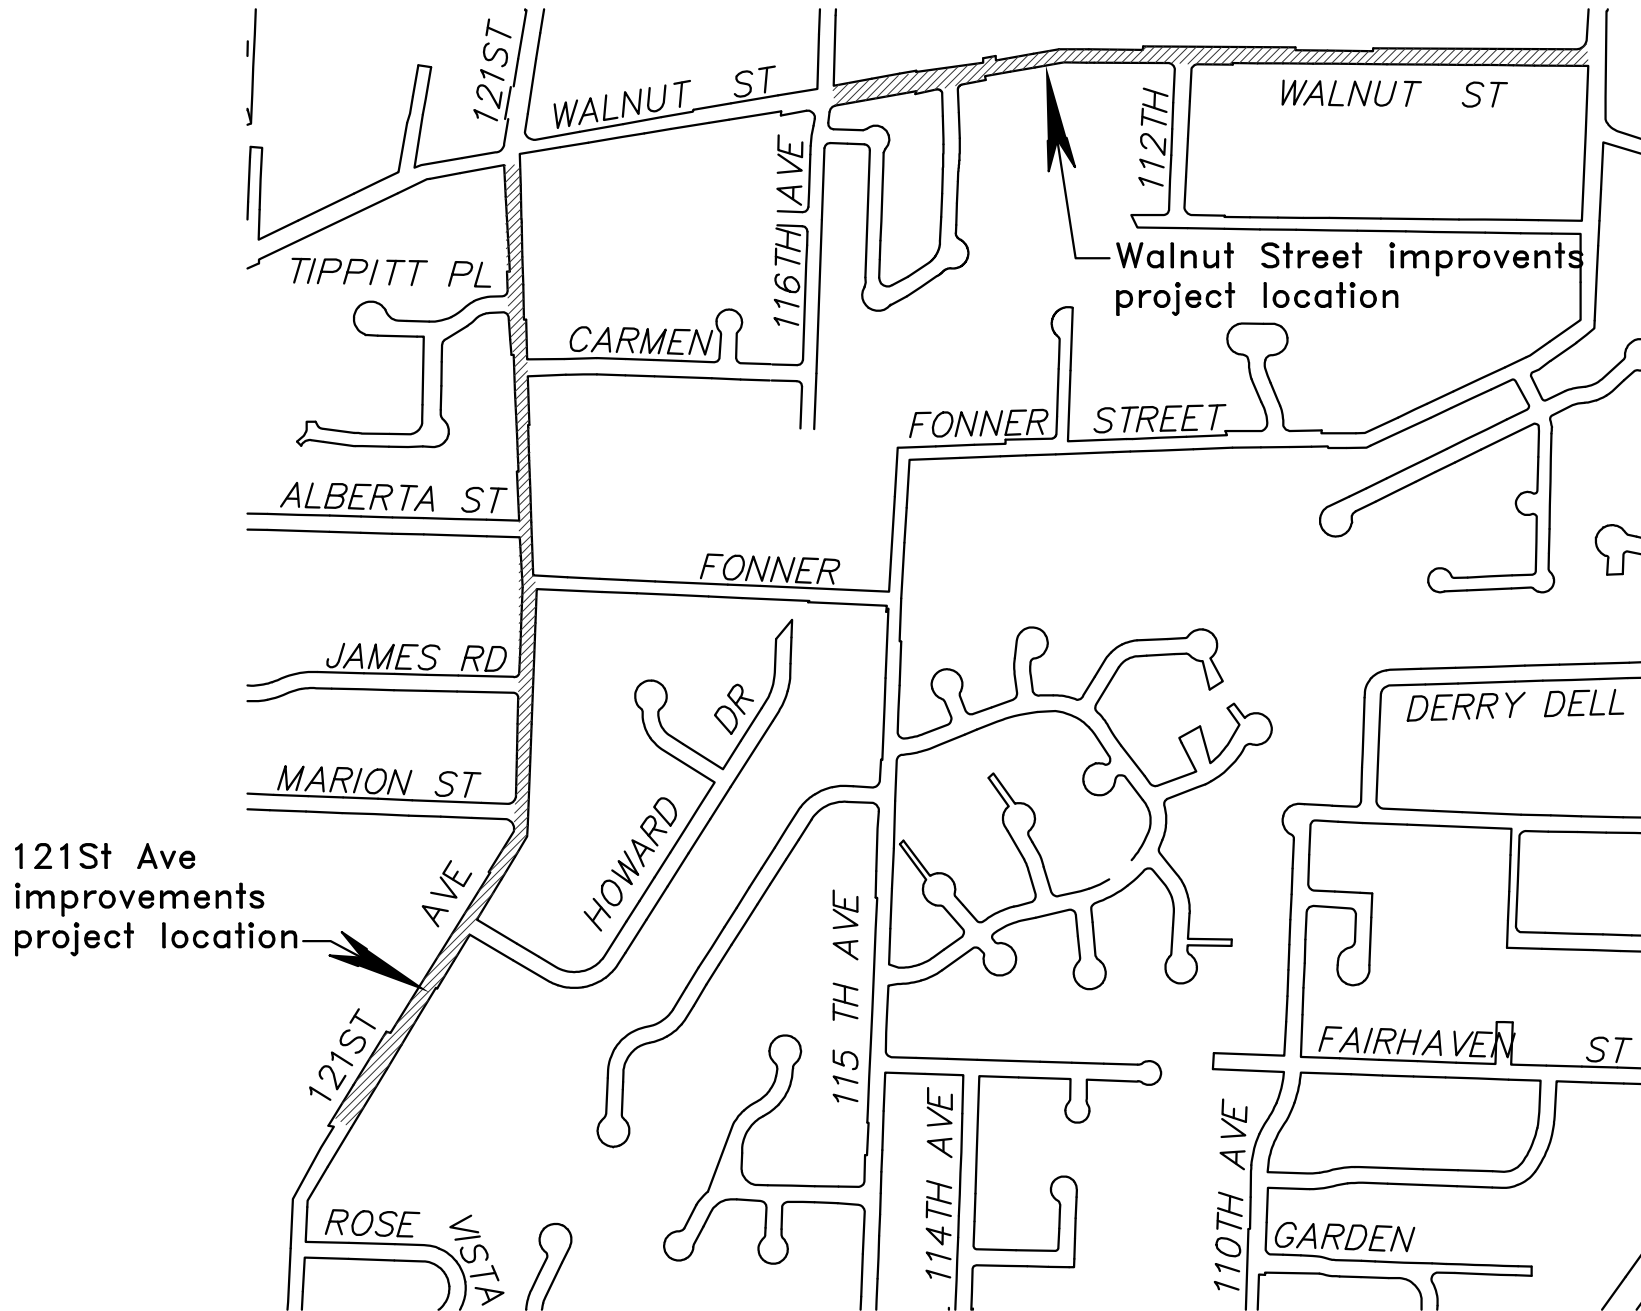 121ST
WALNUT ST
WALNUT ST
112TH
116TH AVE
TIPPITT PL
Walnut Street improvents
project location
CARMEN
FONNER STREET
ALBERTA ST
FONNER
JAMES RD
HOWARD DR
DERRY DELL
MARION ST
121St Ave
improvements
project location
121ST AVE
115 TH AVE
FAIRHAVEN ST
114TH AVE
110TH AVE
ROSE VISTA
GARDEN